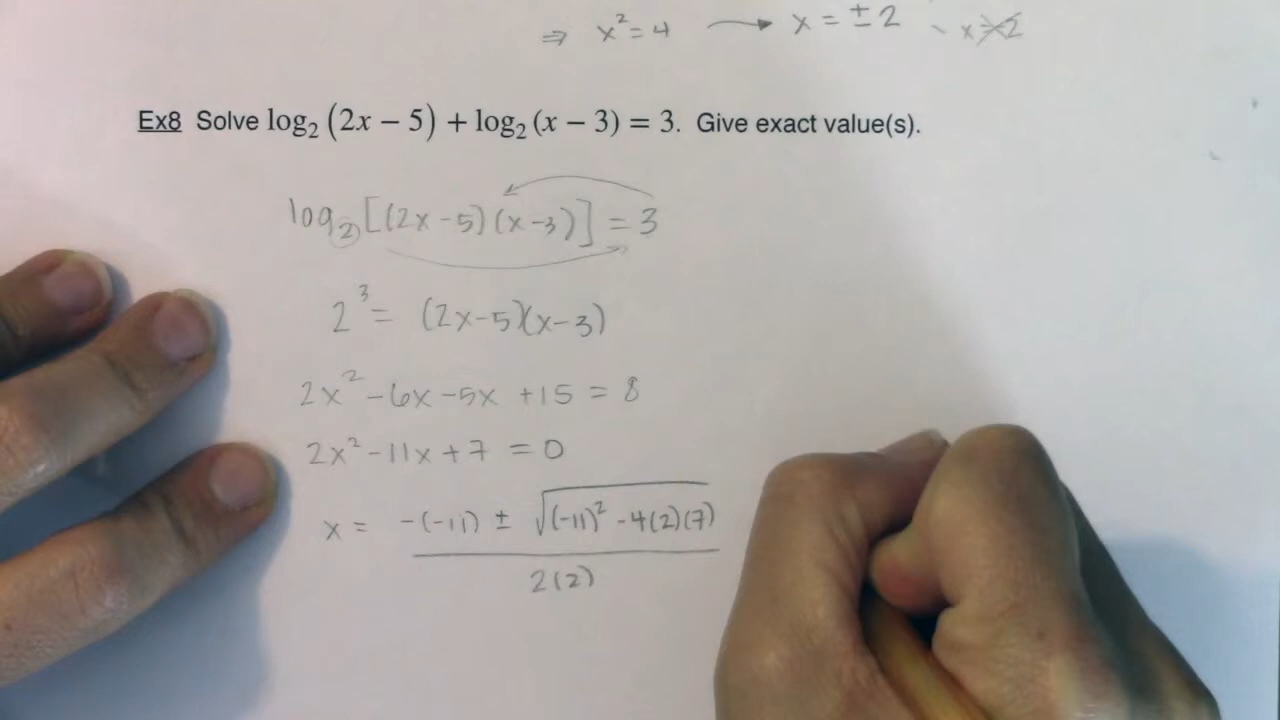 ⇒ x² = 4 → x = ±2 x=-2
Ex8 Solve log₂ (2x − 5) + log₂ (x − 3) = 3. Give exact value(s).
log₂ [(2x − 5)(x − 3)] = 3
2³ = (2x − 5)(x − 3)
2x² − 6x − 5x + 15 = 8
2x² − 11x + 7 = 0
x = −(−11) ± √(−11)² − 4(2)(7)
2(2)